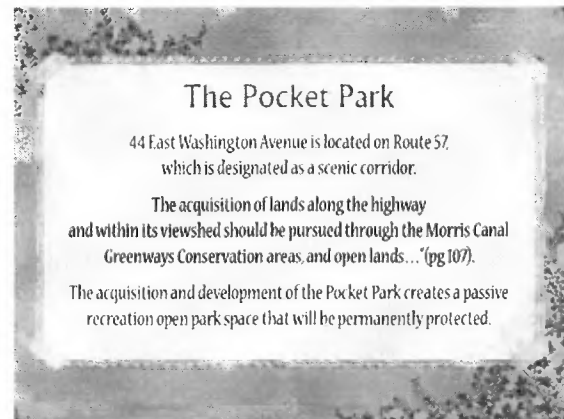 The Pocket Park
44 East Washington Avenue is located on Route 57,
which is designated as a scenic corridor.
The acquisition of lands along the highway
and within its viewshed should be pursued through the Morris Canal
Greenways Conservation areas, and open lands…"(pg 107).
The acquisition and development of the Pocket Park creates a passive
recreation open park space that will be permanently protected.